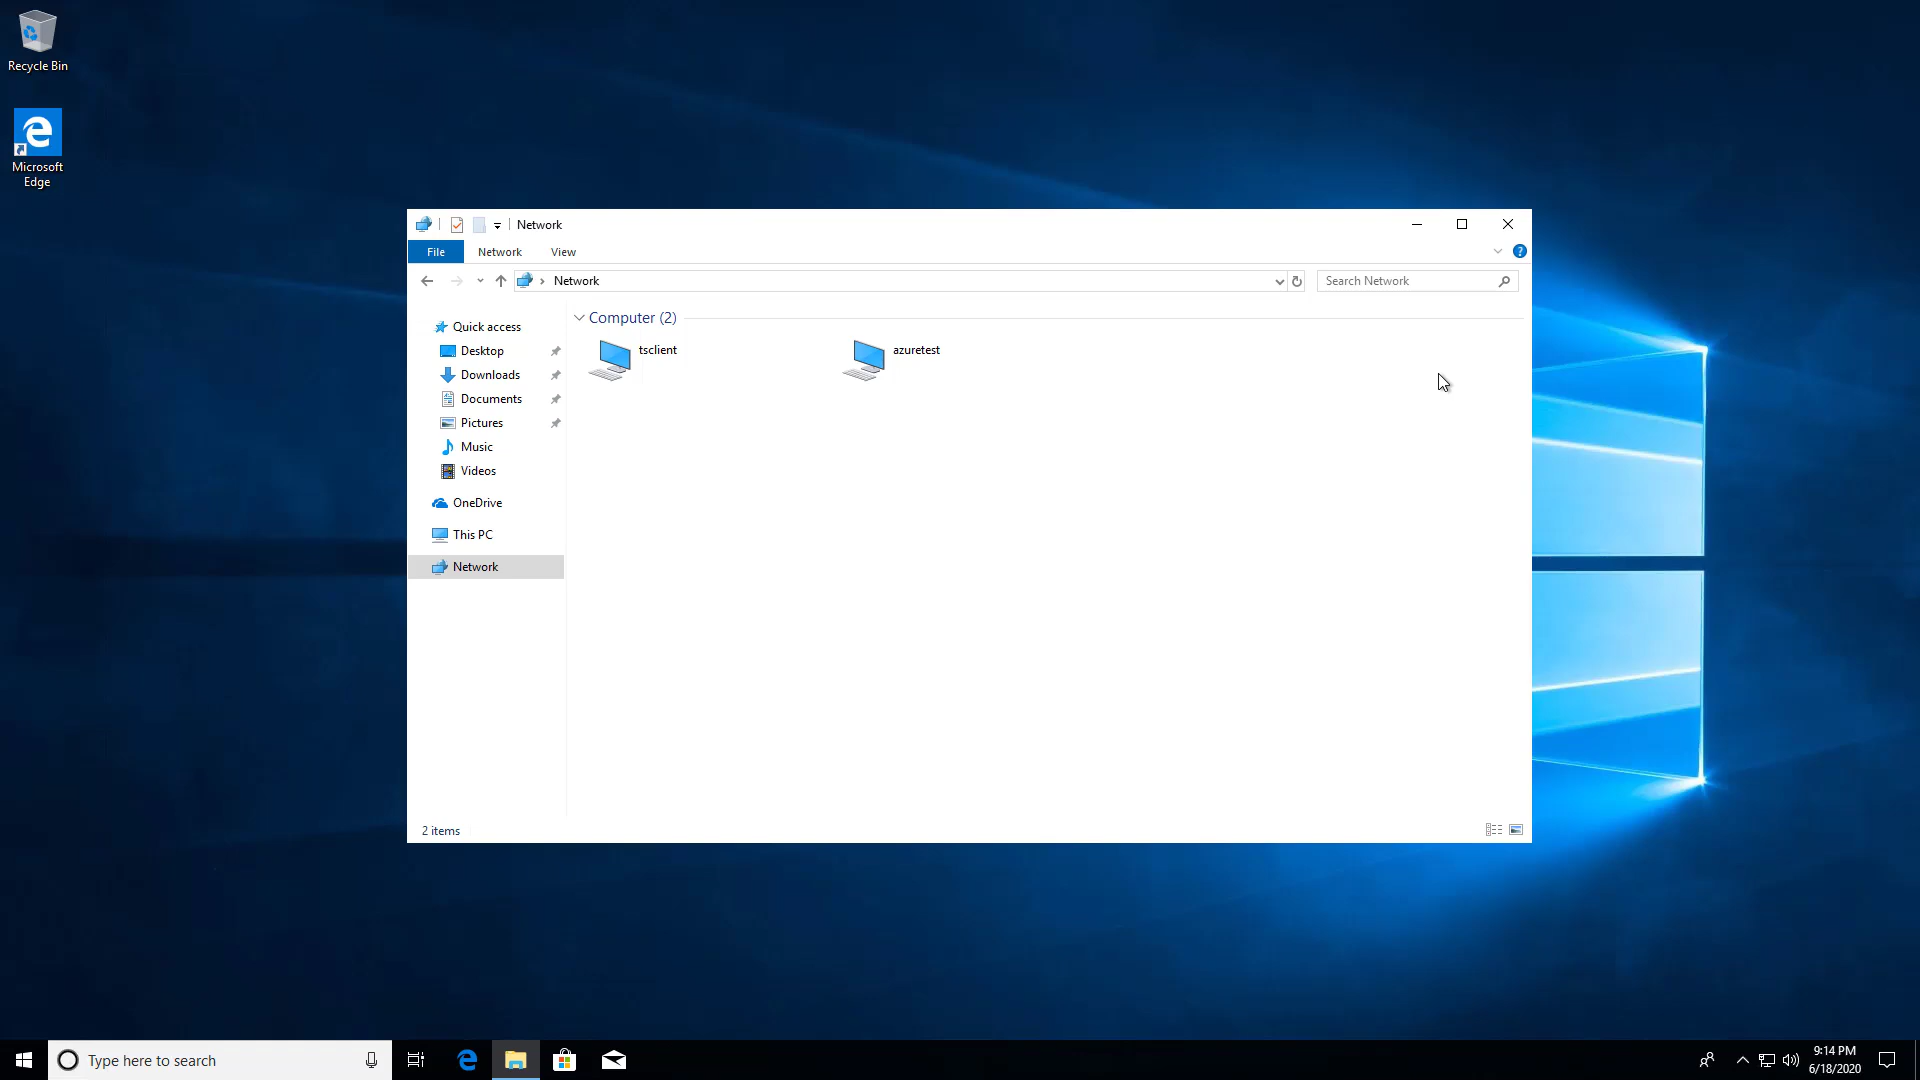 Recycle Bin
Microsoft
Edge
Network
File
Network
View
Network
Search Network
Quick access
Desktop
Downloads
Documents
Pictures
Music
Videos
OneDrive
This PC
Network
Computer (2)
tsclient
azuretest
2 items
Type here to search
9:14 PM
6/18/2020